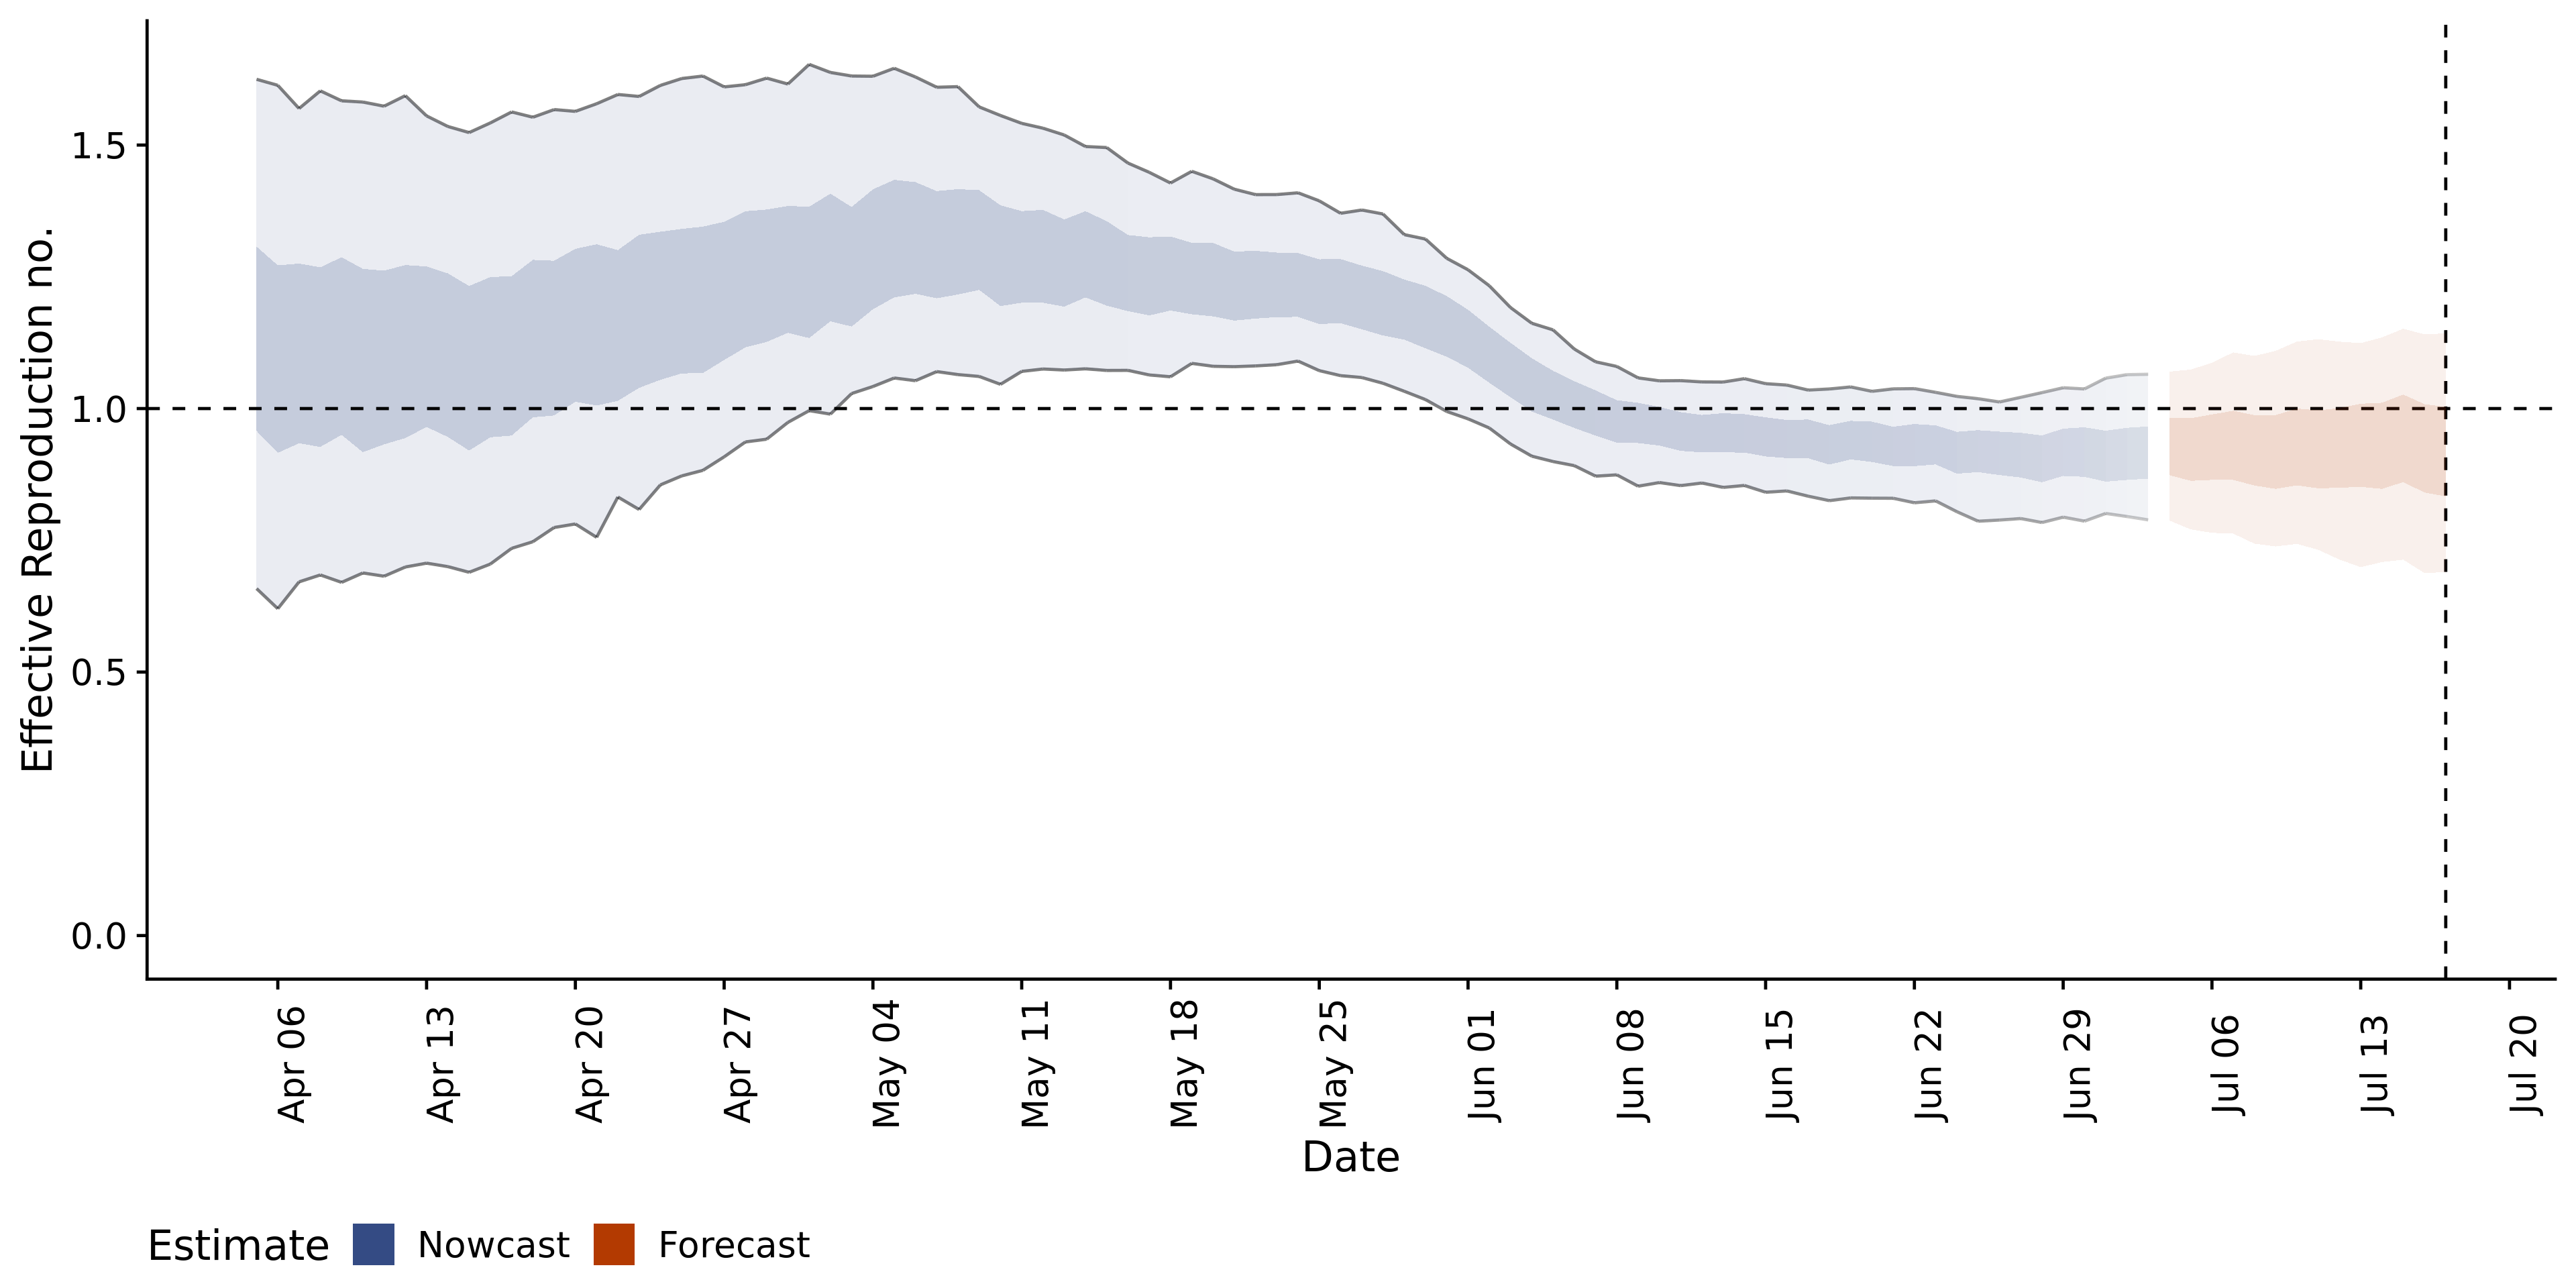 Effective Reproduction no.
1.5
1.0
0.5
0.0
Apr 06
Apr 13
Apr 20
Apr 27
May 04
May 11
May 18
May 25
Jun 01
Jun 08
Jun 15
Jun 22
Jun 29
Jul 06
Jul 13
Jul 20
Date
Estimate Nowcast Forecast